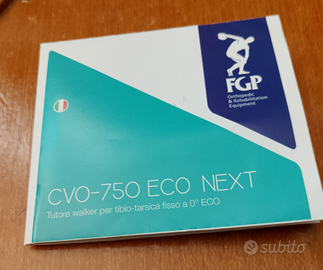 FGP
Orthopedic
& Rehabilitation
Equipment
CVO-750 ECO NEXT
Tutore walker per tibio-tarsica fisso a 0° ECO
subito